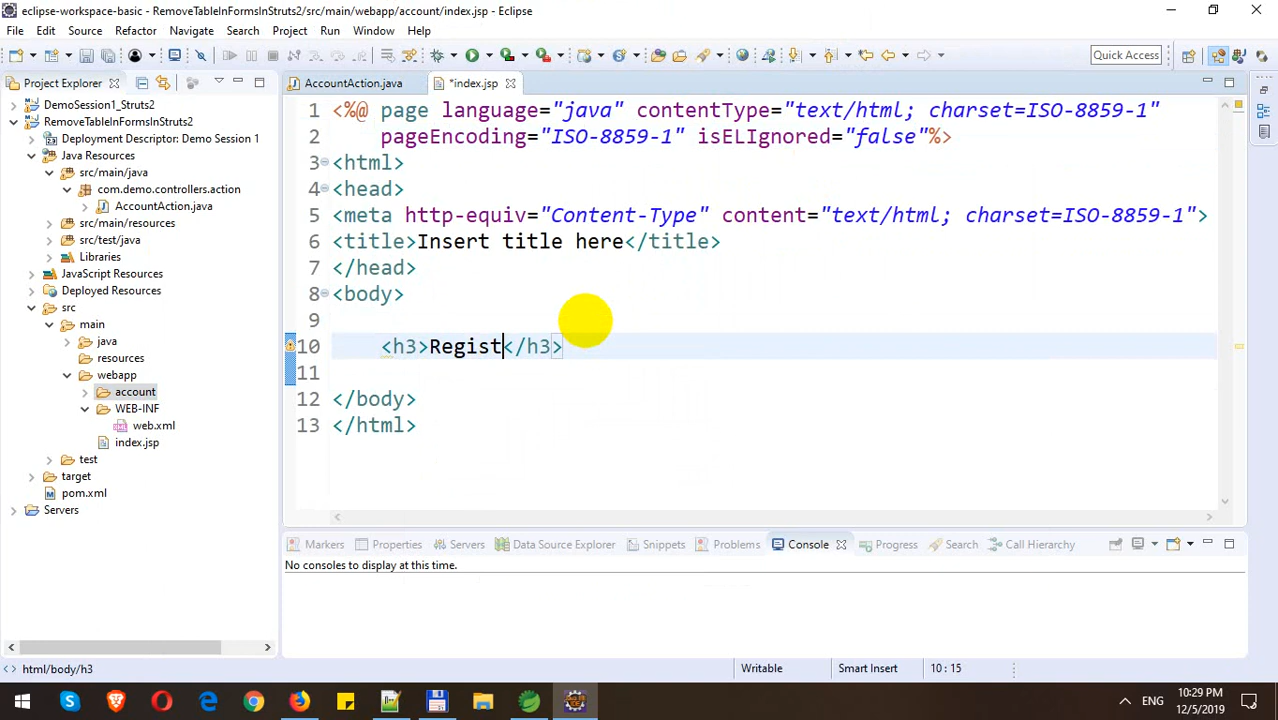 eclipse-workspace-basic - RemoveTableInFormsInStruts2/src/main/webapp/account/index.jsp - Eclipse
File Edit Source Refactor Navigate Search Project Run Window Help
Quick Access
Project Explorer
AccountAction.java
*index.jsp
DemoSession1_Struts2
RemoveTableInFormsInStruts2
Deployment Descriptor: Demo Session 1
Java Resources
src/main/java
com.demo.controllers.action
AccountAction.java
src/main/resources
src/test/java
Libraries
JavaScript Resources
Deployed Resources
src
main
java
resources
webapp
account
WEB-INF
web.xml
index.jsp
test
target
pom.xml
Servers
1 <%@ page language="java" contentType="text/html; charset=ISO-8859-1"
2 pageEncoding="ISO-8859-1" isELIgnored="false"%>
3 <html>
4 <head>
5 <meta http-equiv="Content-Type" content="text/html; charset=ISO-8859-1">
6 <title>Insert title here</title>
7 </head>
8 <body>
9
10 <h3>Regist</h3>
11
12 </body>
13 </html>
Markers Properties Servers Data Source Explorer Snippets Problems Console Progress Search Call Hierarchy
No consoles to display at this time.
html/body/h3
Writable
Smart Insert
10 : 15
ENG
10:29 PM
12/5/2019